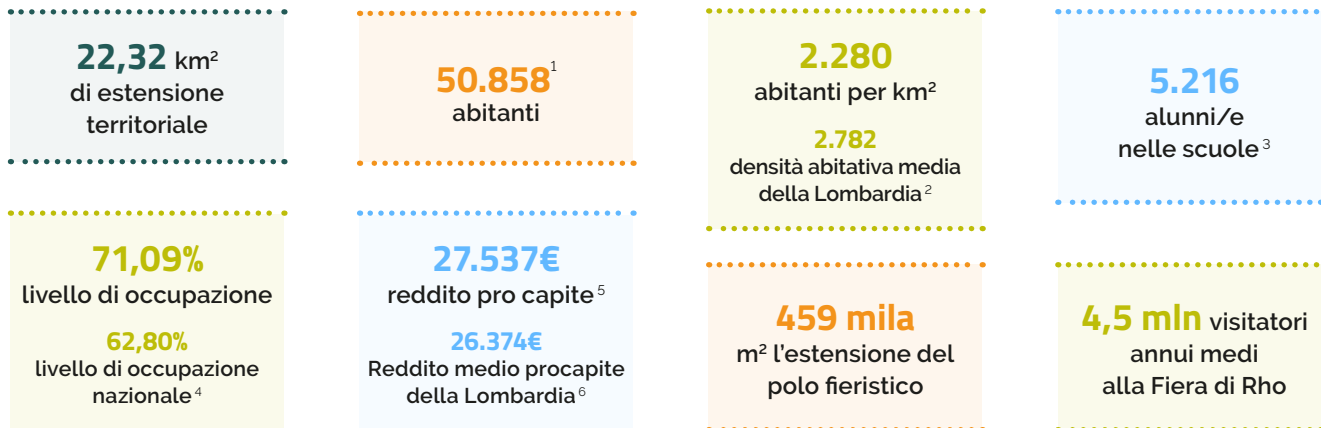 22,32 km²
di estensione
territoriale
50.858¹
abitanti
2.280
abitanti per km²
2.782
densità abitativa media
della Lombardia²
5.216
alunni/e
nelle scuole³
71,09%
livello di occupazione
62,80%
livello di occupazione
nazionale⁴
27.537€
reddito pro capite⁵
26.374€
Reddito medio procapite
della Lombardia⁶
459 mila
m² l’estensione del
polo fieristico
4,5 mln visitatori
annui medi
alla Fiera di Rho